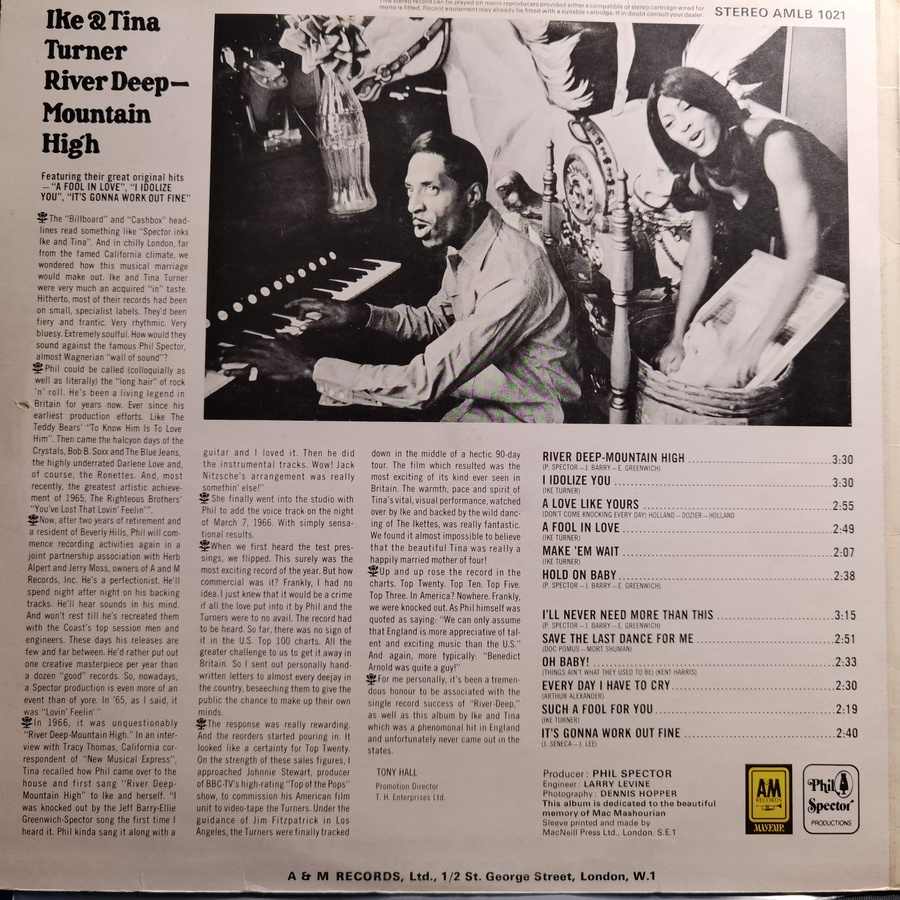 This stereo record can be played on mono reproducers provided either a compatible or stereo cartridge wired for
mono is fitted. Recent equipment may already be fitted with a suitable cartridge. If in doubt consult your dealer.
STEREO AMLB 1021
Ike & Tina
Turner
River Deep—
Mountain
High
Featuring their great original hits
—"A FOOL IN LOVE", "I IDOLIZE
YOU", "IT'S GONNA WORK OUT FINE"
The "Billboard" and "Cashbox" head-
lines read something like "Spector inks
Ike and Tina". And in chilly London, far
from the famed California climate, we
wondered how this musical marriage
would make out. Ike and Tina Turner
were very much an acquired "in" taste.
Hitherto, most of their records had been
on small, specialist labels. They'd been
fiery and frantic. Very rhythmic. Very
bluesy. Extremely soulful. How would they
sound against the famous Phil Spector,
almost Wagnerian "wall of sound"?
Phil could be called (colloquially as
well as literally) the "long hair" of rock
'n' roll. He's been a living legend in
Britain for years now. Ever since his
earliest production efforts. Like The
Teddy Bears' "To Know Him Is To Love
Him". Then came the halcyon days of the
Crystals, Bob B. Soxx and The Blue Jeans,
the highly underrated Darlene Love and,
of course, the Ronettes. And, most
recently, the greatest artistic achieve-
ment of 1965, The Righteous Brothers'
"You've Lost That Lovin' Feelin'".
Now, after two years of retirement and
a resident of Beverly Hills, Phil will com-
mence recording activities again in a
joint partnership association with Herb
Alpert and Jerry Moss, owners of A and M
Records, Inc. He's a perfectionist. He'll
spend night after night on his backing
tracks. He'll hear sounds in his mind.
And won't rest till he's recreated them
with the Coast's top session men and
engineers. These days his releases are
few and far between. He'd rather put out
one creative masterpiece per year than
a dozen "good" records. So, nowadays,
a Spector production is even more of an
event than of yore. In '65, as I said, it
was "Lovin' Feelin'"
In 1966, it was unquestionably
"River Deep-Mountain High." In an inter-
view with Tracy Thomas, California cor-
respondent of "New Musical Express",
Tina recalled how Phil came over to the
house and first sang "River Deep-
Mountain High" to Ike and herself. "I
was knocked out by the Jeff Barry-Ellie
Greenwich-Spector song the first time I
heard it. Phil kinda sang it along with a
guitar and I loved it. Then he did
the instrumental tracks. Wow! Jack
Nitzsche's arrangement was really
somethin' else!"
She finally went into the studio with
Phil to add the voice track on the night
of March 7, 1966. With simply sensa-
tional results.
When we first heard the test pres-
sings, we flipped. This surely was the
most exciting record of the year. But how
commercial was it? Frankly, I had no
idea. I just knew that it would be a crime
if all the love put into it by Phil and the
Turners were to no avail. The record had
to be heard. So far, there was no sign of
it in the U.S. Top 100 charts. All the
greater challenge to us to get it away in
Britain. So I sent out personally hand-
written letters to almost every deejay in
the country, beseeching them to give the
public the chance to make up their own
minds.
The response was really rewarding.
And the reorders started pouring in. It
looked like a certainty for Top Twenty.
On the strength of these sales figures, I
approached Johnnie Stewart, producer
of BBC-TV's high-rating "Top of the Pops"
show, to commission his American film
unit to video-tape the Turners. Under the
guidance of Jim Fitzpatrick in Los
Angeles, the Turners were finally tracked
down in the middle of a hectic 90-day
tour. The film which resulted was the
most exciting of its kind ever seen in
Britain. The warmth, pace and spirit of
Tina's vital, visual performance, watched
over by Ike and backed by the wild danc-
ing of The Ikettes, was really fantastic.
We found it almost impossible to believe
that the beautiful Tina was really a
happily married mother of four!
Up and up rose the record in the
charts. Top Twenty. Top Ten. Top Five.
Top Three. In America? Nowhere. Frankly,
we were knocked out. As Phil himself was
quoted as saying: "We can only assume
that England is more appreciative of tal-
ent and exciting music than the U.S."
And again, more typically: "Benedict
Arnold was quite a guy!"
For me personally, it's been a tremen-
dous honour to be associated with the
single record success of "River-Deep,"
as well as this album by Ike and Tina
which was a phenomonal hit in England
and unfortunately never came out in the
states.
TONY HALL
Promotion Director
T. H. Enterprises Ltd.
RIVER DEEP-MOUNTAIN HIGH 3:30
(P. SPECTOR—J. BARRY—E. GREENWICH)
I IDOLIZE YOU 3:30
(IKE TURNER)
A LOVE LIKE YOURS 2:55
(DON'T COME KNOCKING EVERY DAY) HOLLAND—DOZIER—HOLLAND
A FOOL IN LOVE 2:49
(IKE TURNER)
MAKE 'EM WAIT 2:07
(IKE TURNER)
HOLD ON BABY 2:38
(P. SPECTOR—J. BARRY—E. GREENWICH)
I'LL NEVER NEED MORE THAN THIS 3:15
(P. SPECTOR—J. BARRY—E. GREENWICH)
SAVE THE LAST DANCE FOR ME 2:51
(DOC POMUS—MORT SHUMAN)
OH BABY! 2:33
(THINGS AIN'T WHAT THEY USED TO BE) (KENT HARRIS)
EVERY DAY I HAVE TO CRY 2:30
(ARTHUR ALEXANDER)
SUCH A FOOL FOR YOU 2:19
(IKE TURNER)
IT'S GONNA WORK OUT FINE 2:40
(J. SENECA—J. LEE)
Producer: PHIL SPECTOR
Engineer: LARRY LEVINE
Photography: DENNIS HOPPER
This album is dedicated to the beautiful
memory of Mac Mashourian
Sleeve printed and made by
MacNeill Press Ltd., London, S.E.1
AM
RECORDS
Phil
Spector
PRODUCTIONS
A & M RECORDS, Ltd., 1/2 St. George Street, London, W.1